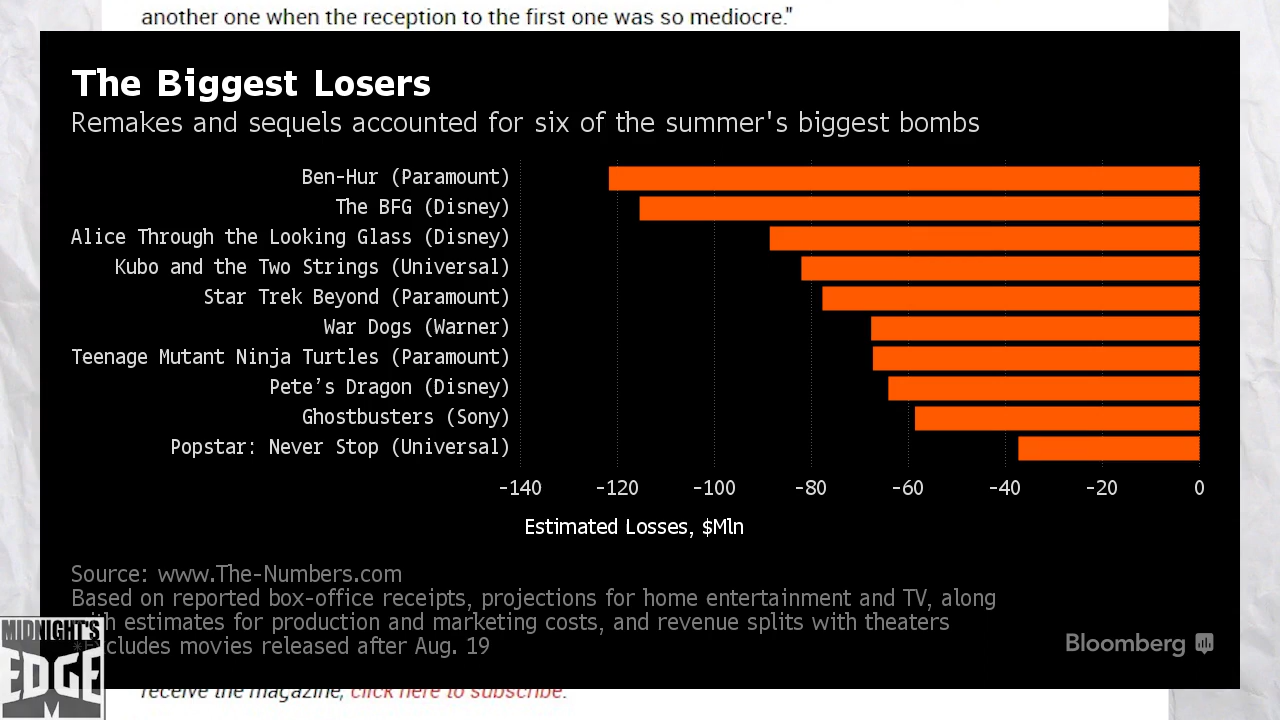 another one when the reception to the first one was so mediocre."
The Biggest Losers
Remakes and sequels accounted for six of the summer's biggest bombs
Ben-Hur (Paramount)
The BFG (Disney)
Alice Through the Looking Glass (Disney)
Kubo and the Two Strings (Universal)
Star Trek Beyond (Paramount)
War Dogs (Warner)
Teenage Mutant Ninja Turtles (Paramount)
Pete’s Dragon (Disney)
Ghostbusters (Sony)
Popstar: Never Stop (Universal)
-140 -120 -100 -80 -60 -40 -20 0
Estimated Losses, $Mln
Source: www.The-Numbers.com
Based on reported box-office receipts, projections for home entertainment and TV, along
with estimates for production and marketing costs, and revenue splits with theaters
*Excludes movies released after Aug. 19
Bloomberg
MIDNIGHT'S
EDGE
receive the magazine, click here to subscribe.